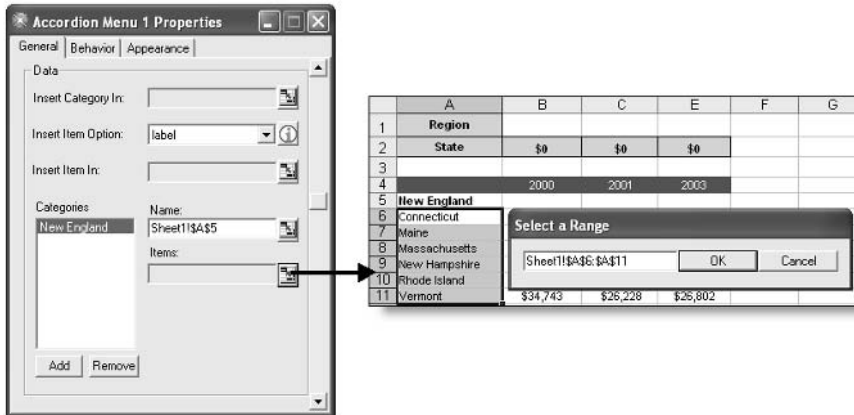 Accordion Menu 1 Properties
General Behavior Appearance
Data
Insert Category In:
Insert Item Option: label
Insert Item In:
Categories
New England
Name:
Sheet1!$A$5
Items:
Add Remove
A B C E F G
1 Region
2 State $0 $0 $0
3
4 2000 2001 2003
5 New England
6 Connecticut
7 Maine
8 Massachusetts
9 New Hampshire
10 Rhode Island
11 Vermont $34,743 $26,228 $26,802
Select a Range
Sheet1!$A$6:$A$11 OK Cancel